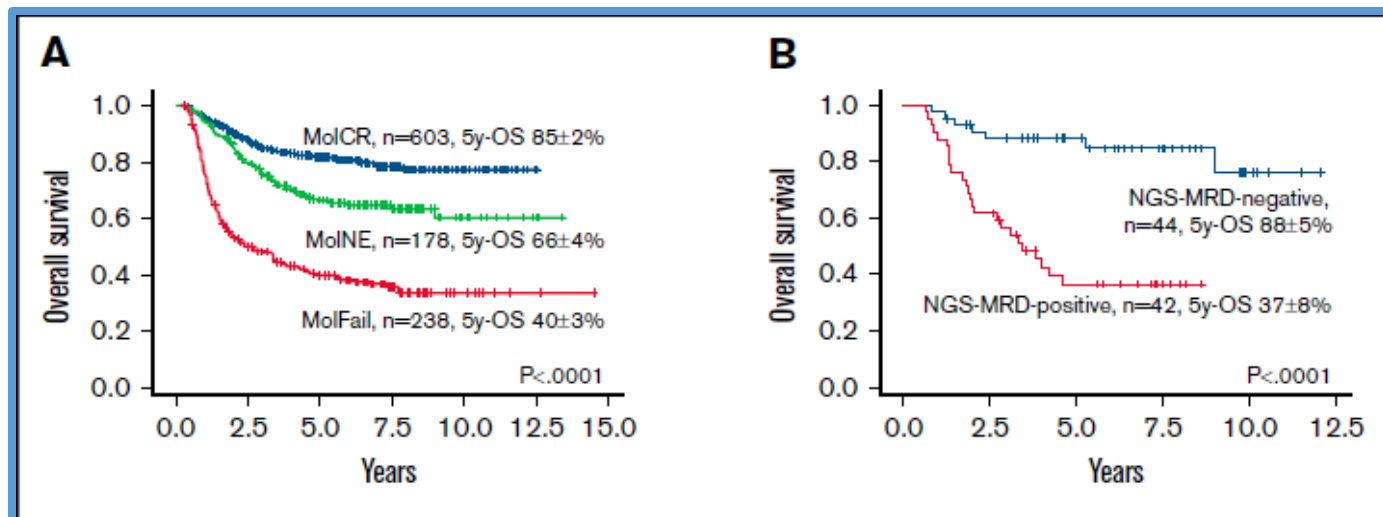 A
Overall survival
1.0
0.8
0.6
0.4
0.2
0.0
MolCR, n=603, 5y-OS 85±2%
MolNE, n=178, 5y-OS 66±4%
MolFail, n=238, 5y-OS 40±3%
P<.0001
0.0 2.5 5.0 7.5 10.0 12.5 15.0
Years
B
Overall survival
1.0
0.8
0.6
0.4
0.2
0.0
NGS-MRD-negative,
n=44, 5y-OS 88±5%
NGS-MRD-positive, n=42, 5y-OS 37±8%
P<.0001
0.0 2.5 5.0 7.5 10.0 12.5
Years